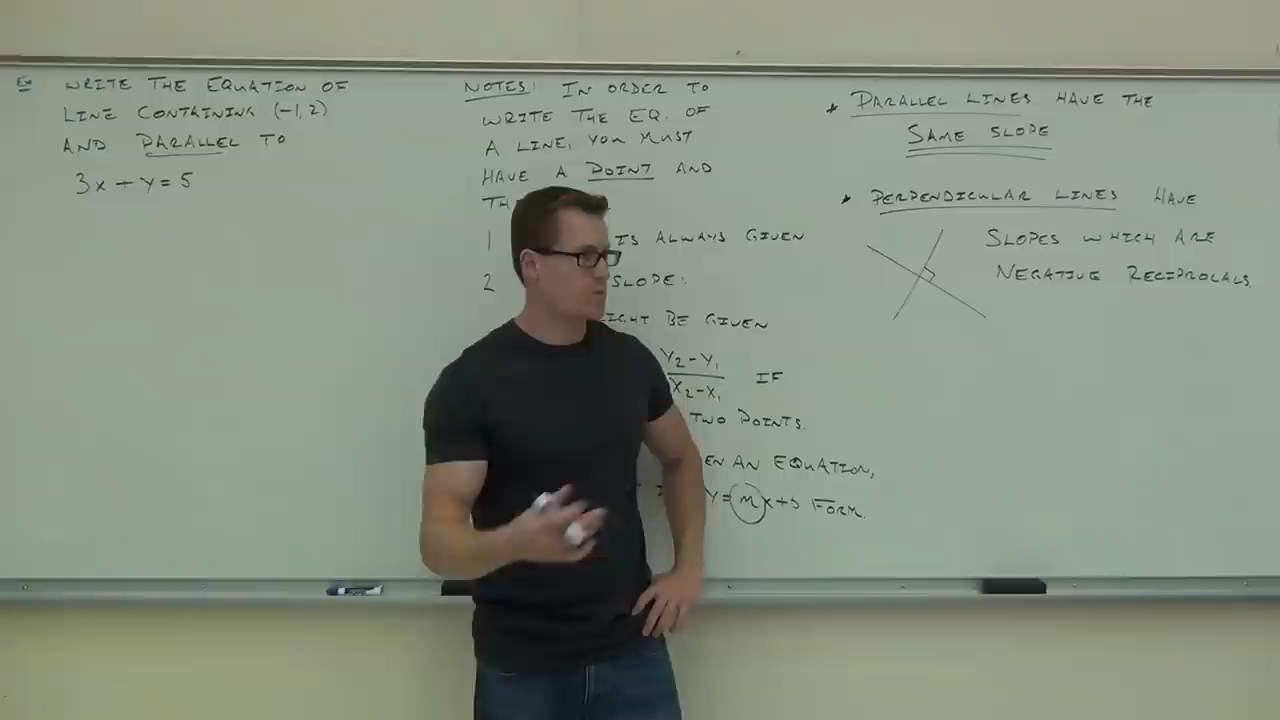 Ex WRITE THE EQUATION OF
LINE CONTAINING (-1,2)
AND PARALLEL TO
3x + y = 5
NOTES: IN ORDER TO
WRITE THE EQ. OF
A LINE, YOU MUST
HAVE A POINT AND
1 IS ALWAYS GIVEN
2 SLOPE:
BE GIVEN
Y₂-Y₁
X₂-X₁ IF
TWO POINTS.
AN EQUATION,
Y=mx+b FORM.
* PARALLEL LINES HAVE THE
SAME SLOPE
* PERPENDICULAR LINES HAVE
SLOPES WHICH ARE
NEGATIVE RECIPROCALS.